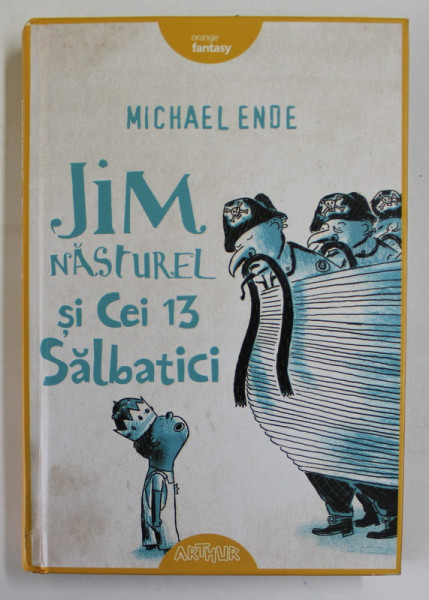 orange
fantasy
MICHAEL ENDE
JiM
NĂSTUREL
și Cei 13
Sălbatici
ARTHUR